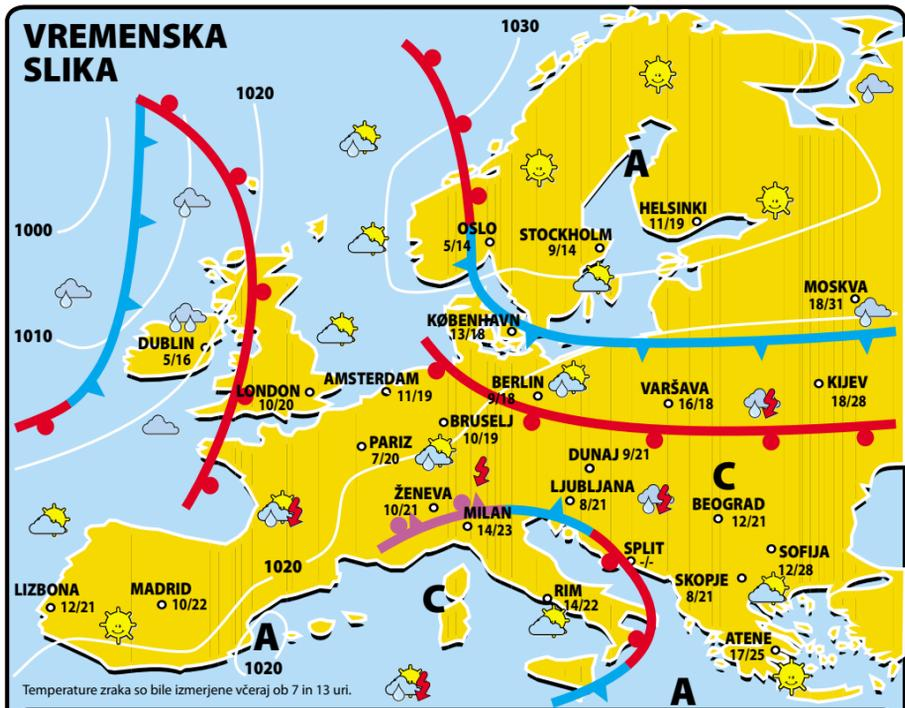 VREMENSKA
SLIKA
1030
1020
A
1000
OSLO
5/14
STOCKHOLM
9/14
HELSINKI
11/19
MOSKVA
18/31
1010
DUBLIN
5/16
KØBENHAVN
13/18
LONDON
10/20
AMSTERDAM
11/19
BERLIN
9/18
VARŠAVA
16/18
KIJEV
18/28
BRUSELJ
10/19
PARIZ
7/20
DUNAJ 9/21
C
ŽENEVA
10/21
MILAN
14/23
LJUBLJANA
8/21
BEOGRAD
12/21
SPLIT
-/-
SOFIJA
12/28
SKOPJE
8/21
1020
LIZBONA
12/21
MADRID
10/22
C
RIM
14/22
A
1020
ATENE
17/25
A
Temperature zraka so bile izmerjene včeraj ob 7 in 13 uri.